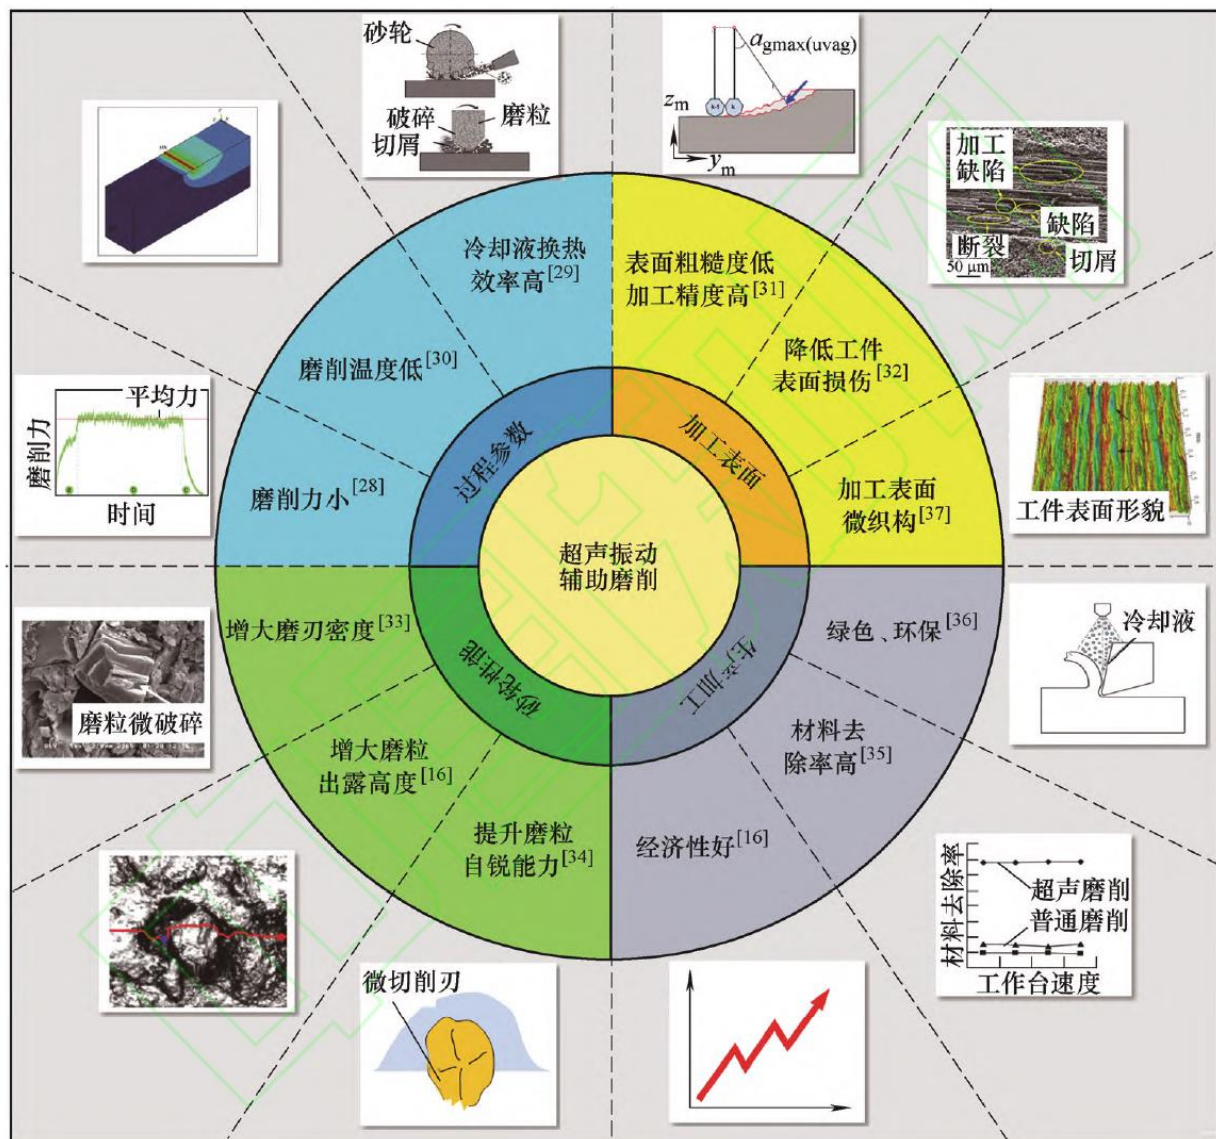 砂轮
破碎
切屑
磨粒
a gmax(uvag)
z m
y m
k-1
k
加工
缺陷
缺陷
断裂
切屑
50 μm
冷却液换热
效率高[29]
表面粗糙度低
加工精度高[31]
磨削温度低[30]
降低工件
表面损伤[32]
磨削力
平均力
时间
磨削力小[28]
过程参数
加工表面
加工表面
微织构[37]
工件表面形貌
超声振动
辅助磨削
增大磨刃密度[33]
砂轮性能
生产加工
绿色、环保[36]
冷却液
磨粒微破碎
增大磨粒
出露高度[16]
材料去
除率高[35]
提升磨粒
自锐能力[34]
经济性好[16]
材料去除率
超声磨削
普通磨削
工作台速度
微切削刃